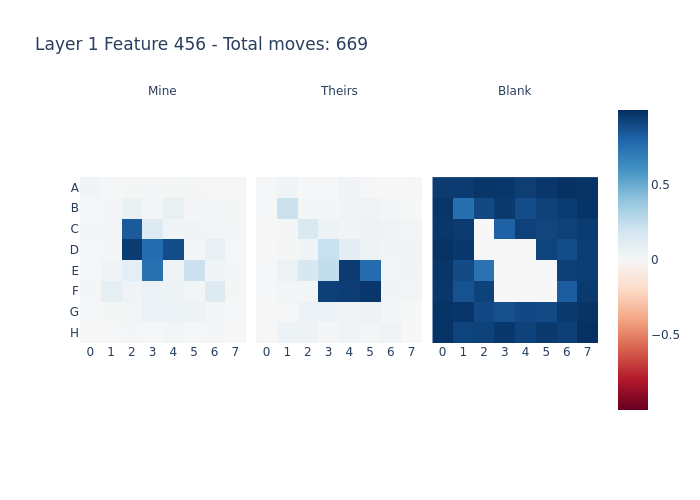 Layer 1 Feature 456 - Total moves: 669
Mine
Theirs
Blank
A
B
C
D
E
F
G
H
0 1 2 3 4 5 6 7
0 1 2 3 4 5 6 7
0 1 2 3 4 5 6 7
0.5
0
−0.5